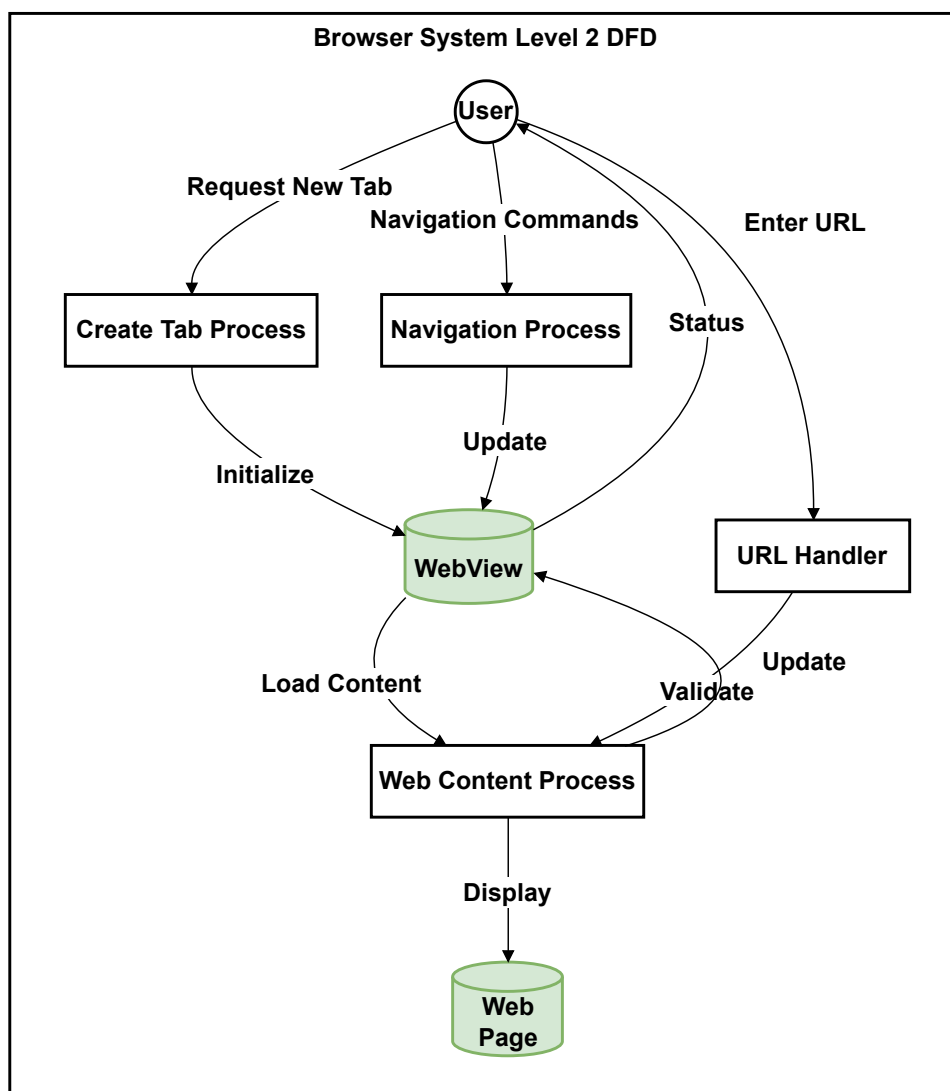 Browser System Level 2 DFD
User
Request New Tab
Navigation Commands
Enter URL
Create Tab Process
Navigation Process
Status
Update
Initialize
WebView
URL Handler
Update
Load Content
Validate
Web Content Process
Display
Web
Page